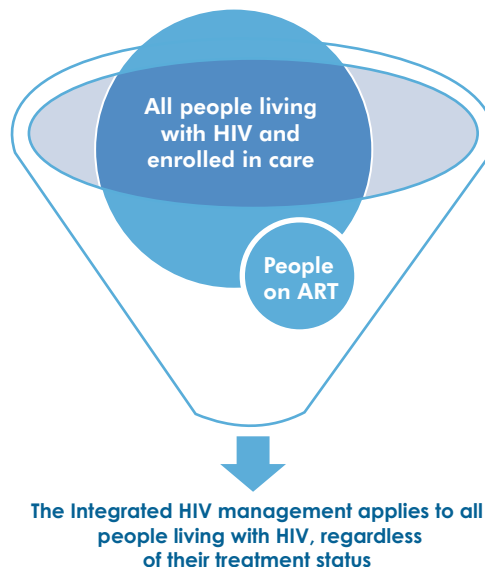 All people living
with HIV and
enrolled in care
People
on ART
The Integrated HIV management applies to all
people living with HIV, regardless
of their treatment status